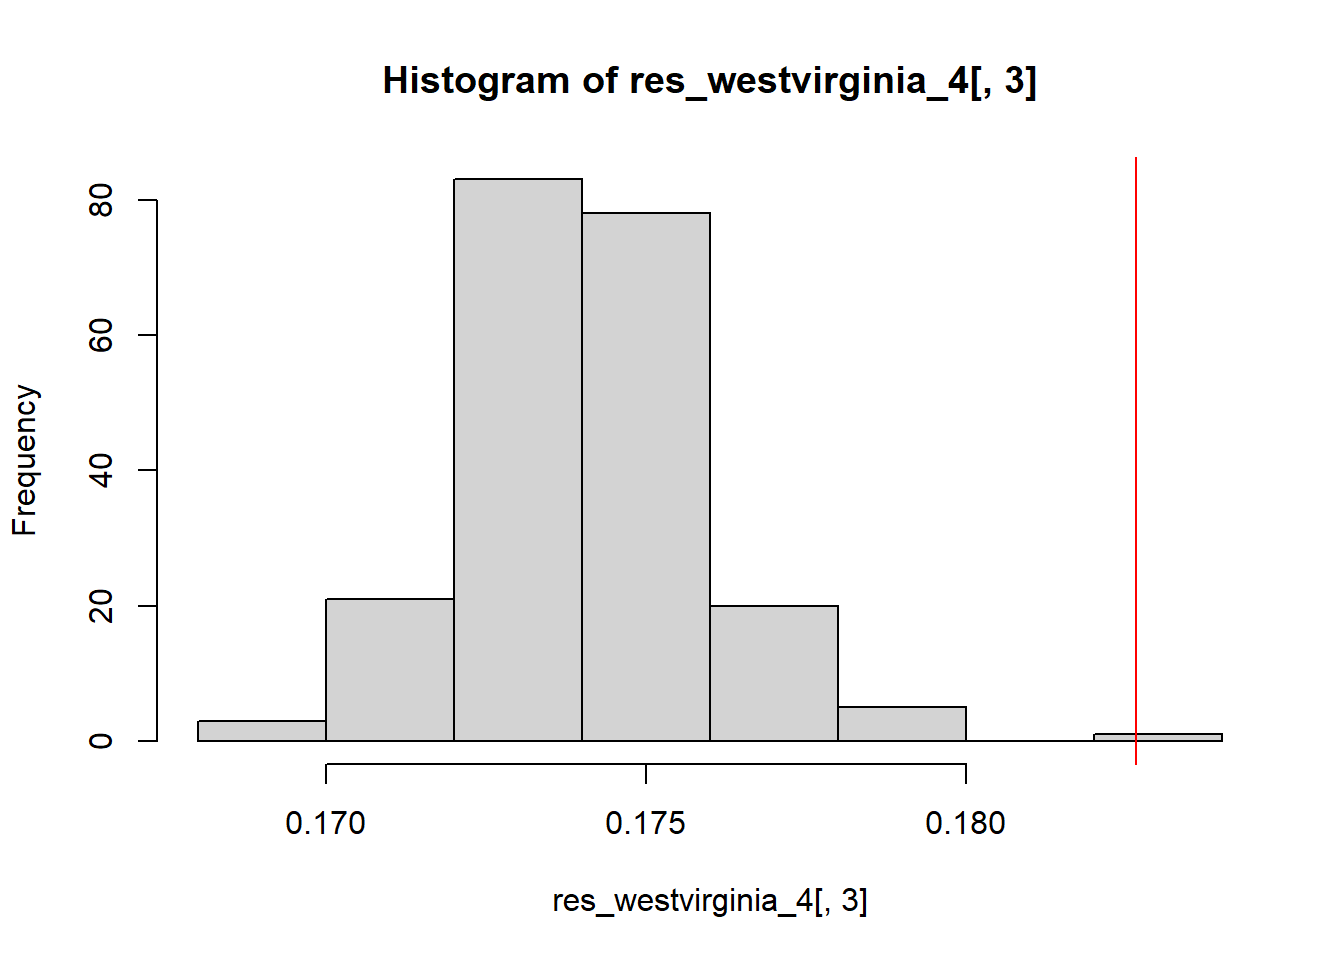 Histogram of res_westvirginia_4[, 3]
Frequency
80
60
40
20
0
0.170 0.175 0.180
res_westvirginia_4[, 3]